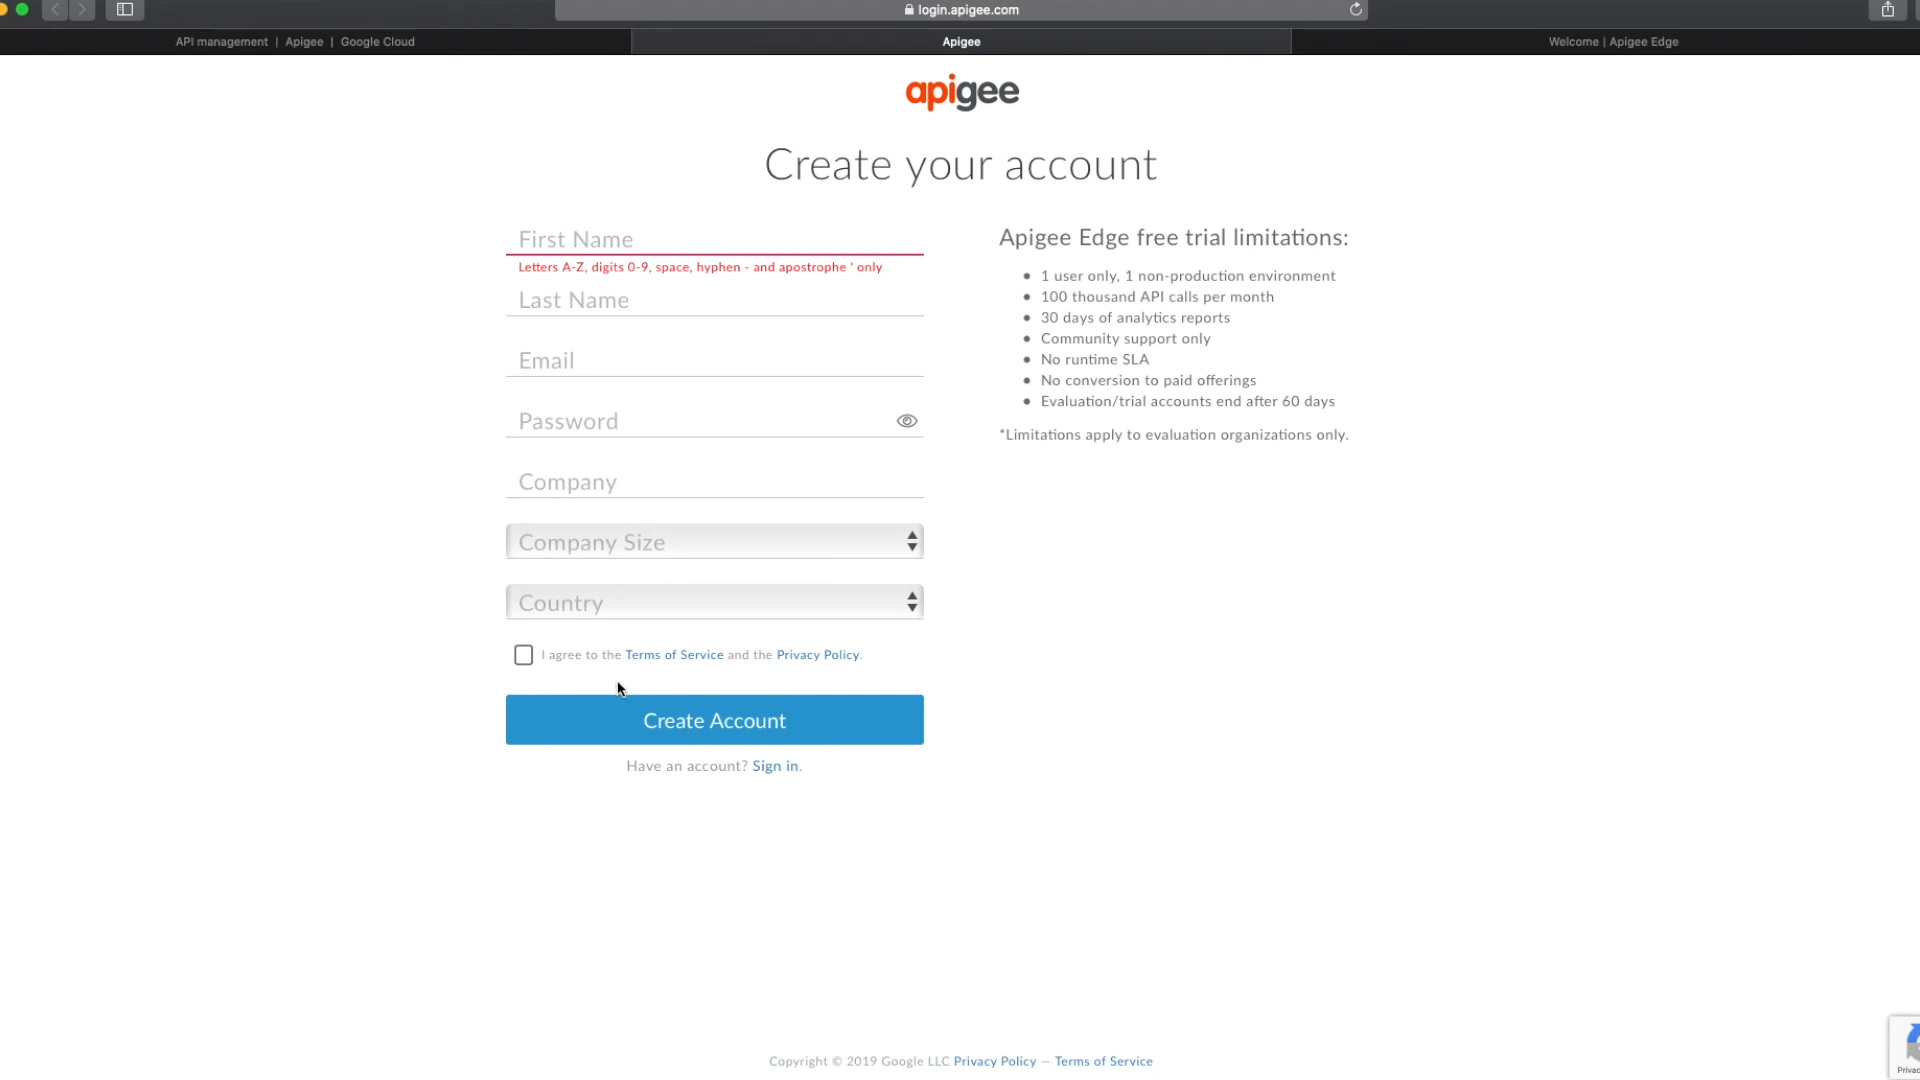 login.apigee.com
API management | Apigee | Google Cloud
Apigee
Welcome | Apigee Edge
apigee
Create your account
First Name
Letters A-Z, digits 0-9, space, hyphen - and apostrophe ' only
Last Name
Email
Password
Company
Company Size
Country
I agree to the Terms of Service and the Privacy Policy.
Create Account
Have an account? Sign in.
Apigee Edge free trial limitations:
1 user only, 1 non-production environment
100 thousand API calls per month
30 days of analytics reports
Community support only
No runtime SLA
No conversion to paid offerings
Evaluation/trial accounts end after 60 days
*Limitations apply to evaluation organizations only.
Copyright © 2019 Google LLC Privacy Policy — Terms of Service